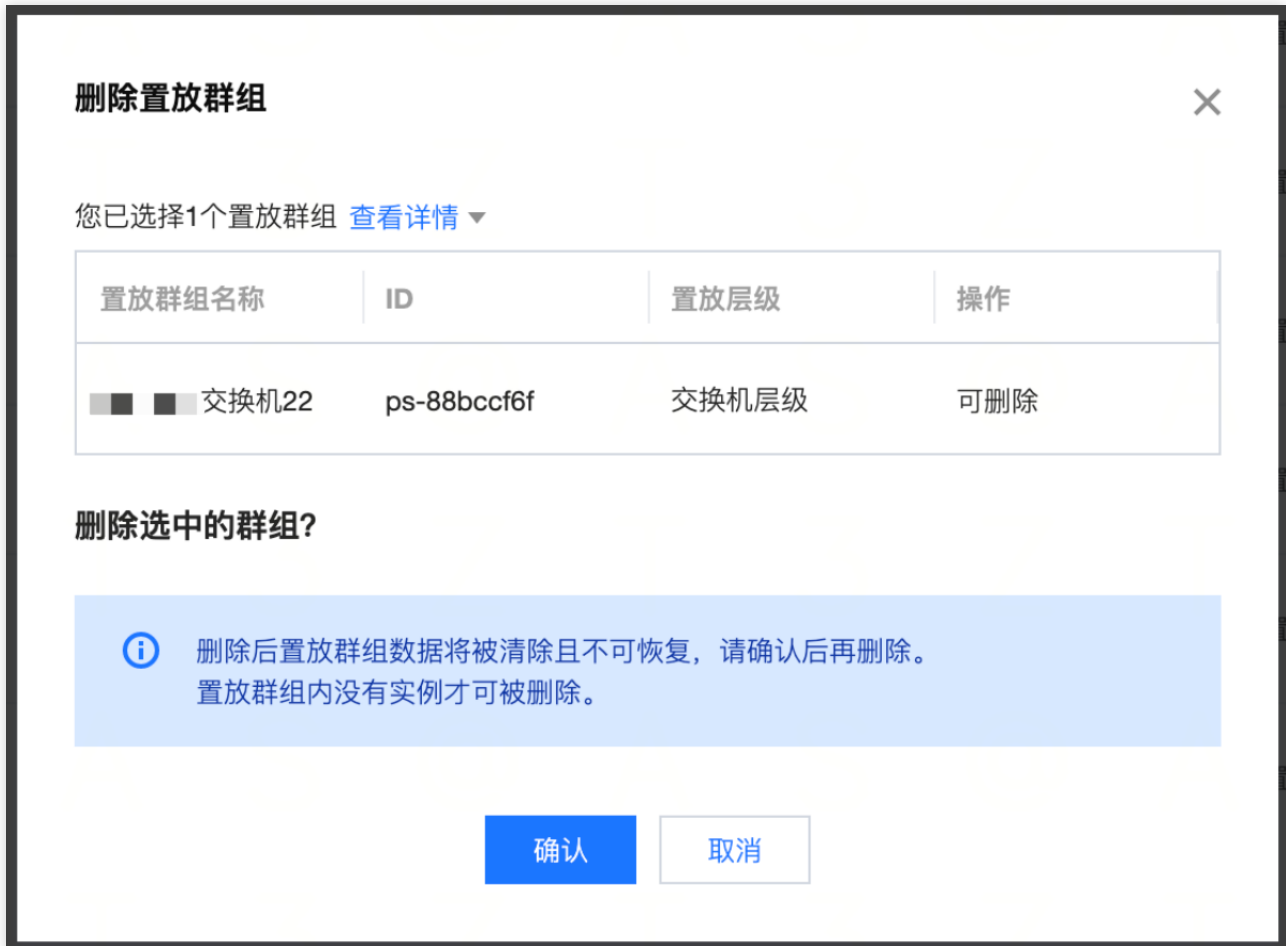 删除置放群组
您已选择1个置放群组 查看详情
置放群组名称 ID 置放层级 操作
交换机22 ps-88bccf6f 交换机层级 可删除
删除选中的群组?
删除后置放群组数据将被清除且不可恢复，请确认后再删除。
置放群组内没有实例才可被删除。
确认 取消